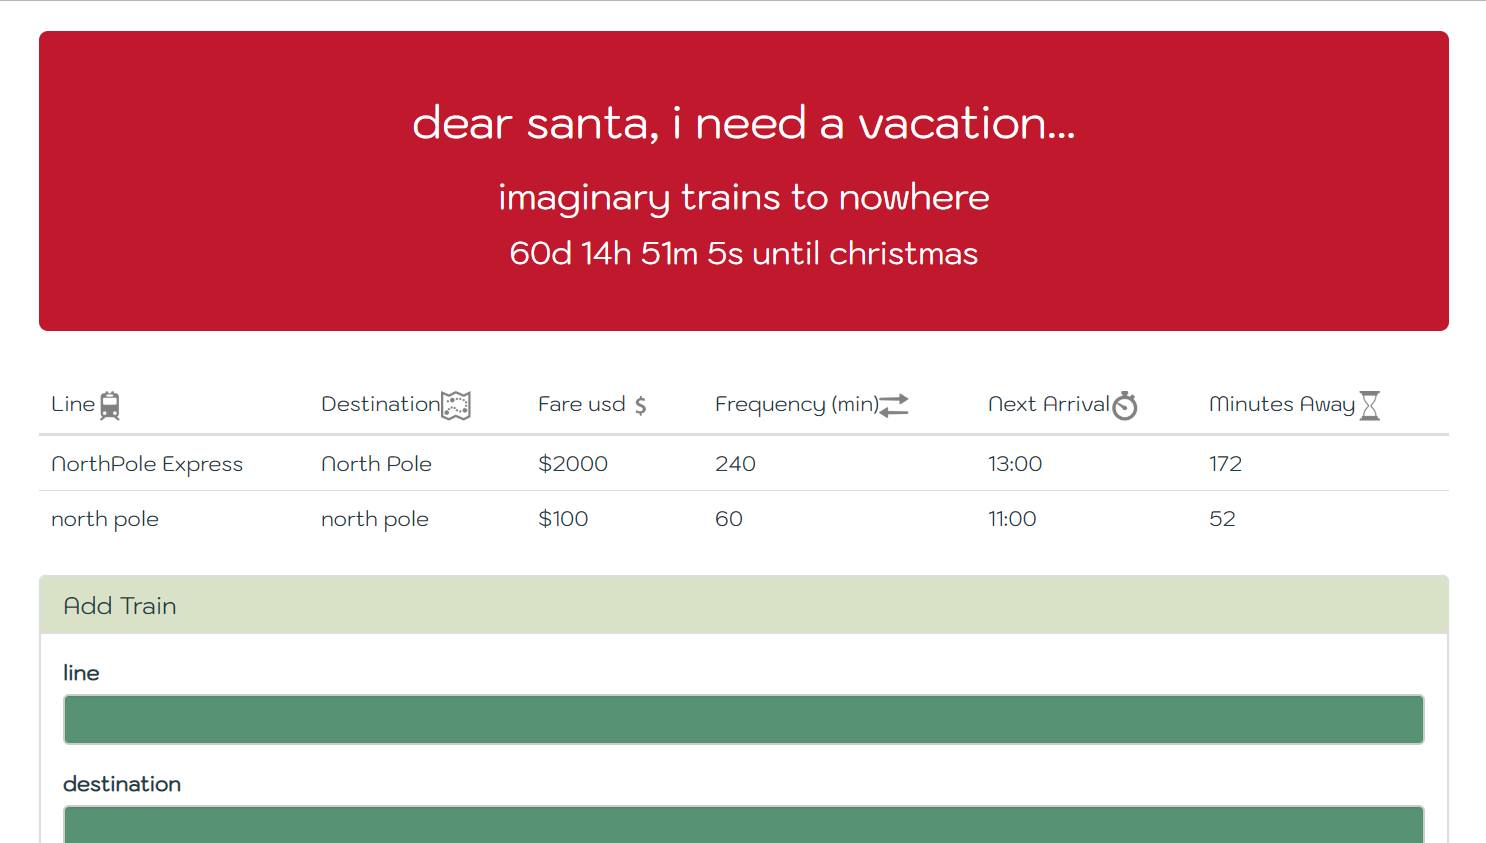 dear santa, i need a vacation...
imaginary trains to nowhere
60d 14h 51m 5s until christmas
Line Destination Fare usd $ Frequency (min) Next Arrival Minutes Away
NorthPole Express North Pole $2000 240 13:00 172
north pole north pole $100 60 11:00 52
Add Train
line
destination